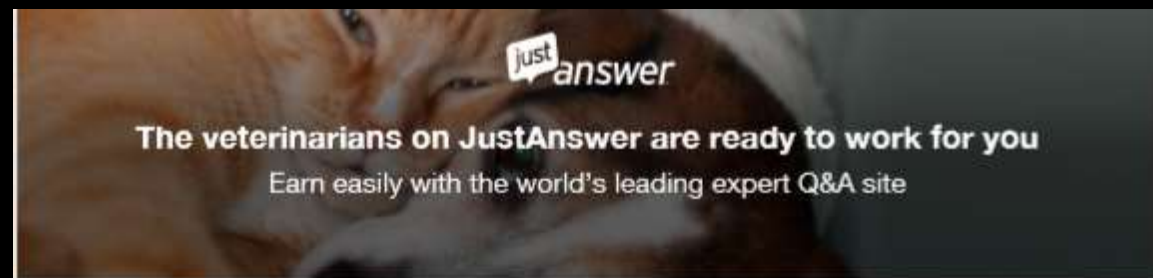 just
answer
The veterinarians on JustAnswer are ready to work for you
Earn easily with the world's leading expert Q&A site